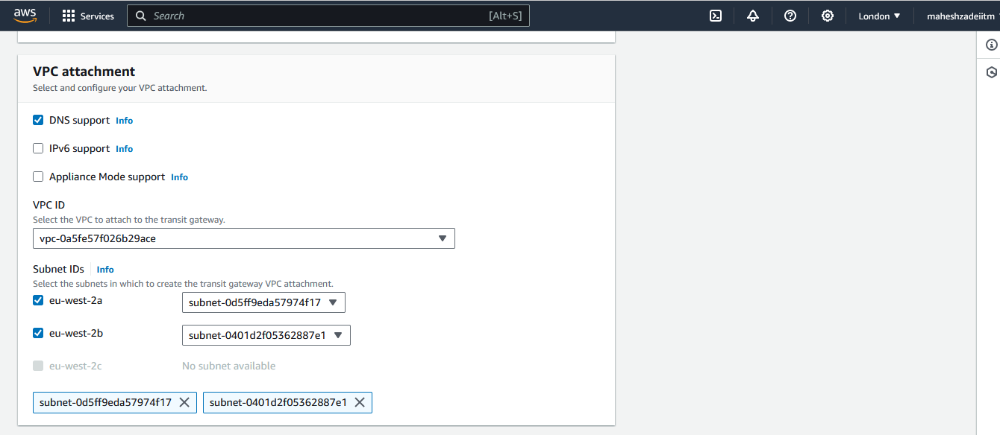 aws Services Search [Alt+S] London maheshzadeiitm
VPC attachment
Select and configure your VPC attachment.
DNS support Info
IPv6 support Info
Appliance Mode support Info
VPC ID
Select the VPC to attach to the transit gateway.
vpc-0a5fe57f026b29ace
Subnet IDs Info
Select the subnets in which to create the transit gateway VPC attachment.
eu-west-2a subnet-0d5ff9eda57974f17
eu-west-2b subnet-0401d2f05362887e1
eu-west-2c No subnet available
subnet-0d5ff9eda57974f17 subnet-0401d2f05362887e1